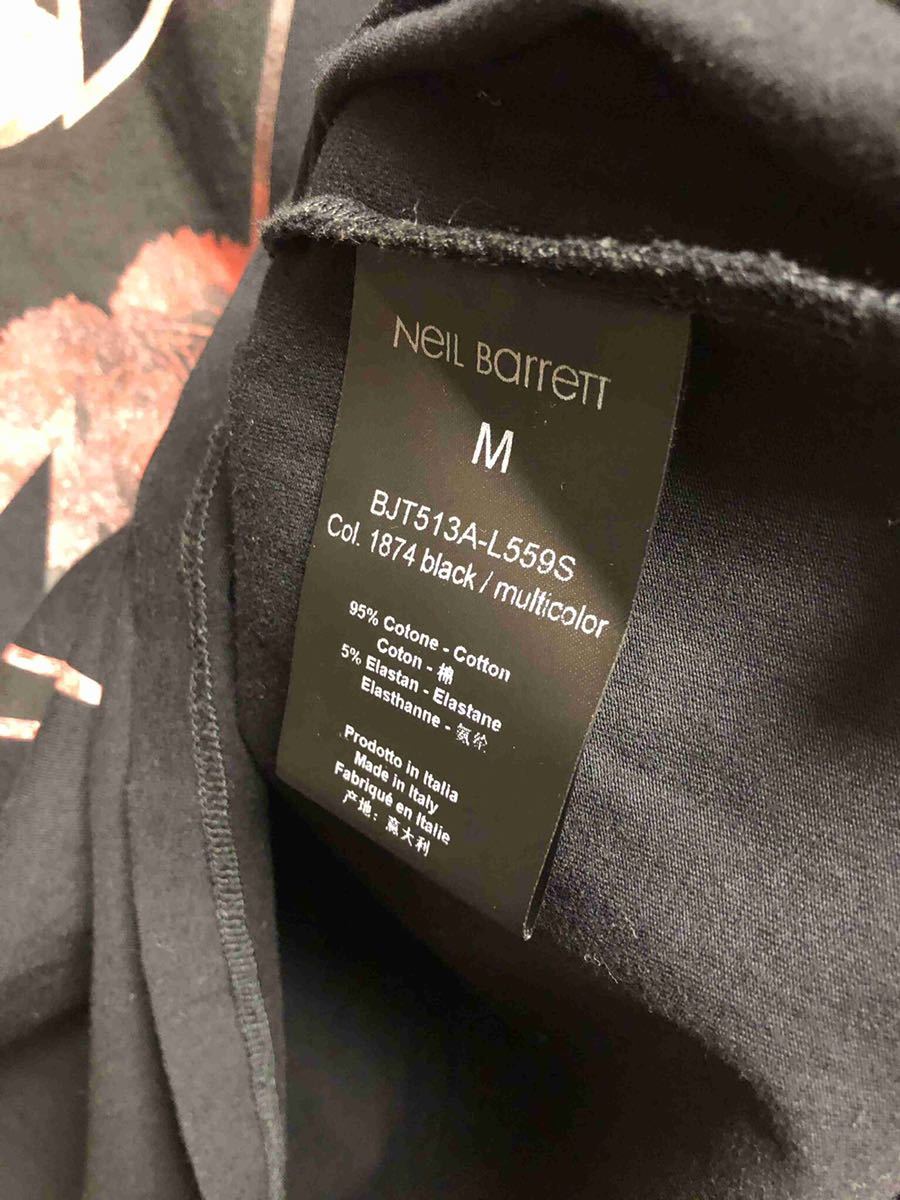 Neil Barrett
M
BJT513A-L559S
Col. 1874 black / multicolor
95% Cotone - Cotton
Coton - 棉
5% Elastan - Elastane
Elasthanne - 氨纶
Prodotto in Italia
Made in Italy
Fabriqué en Italie
产地: 意大利